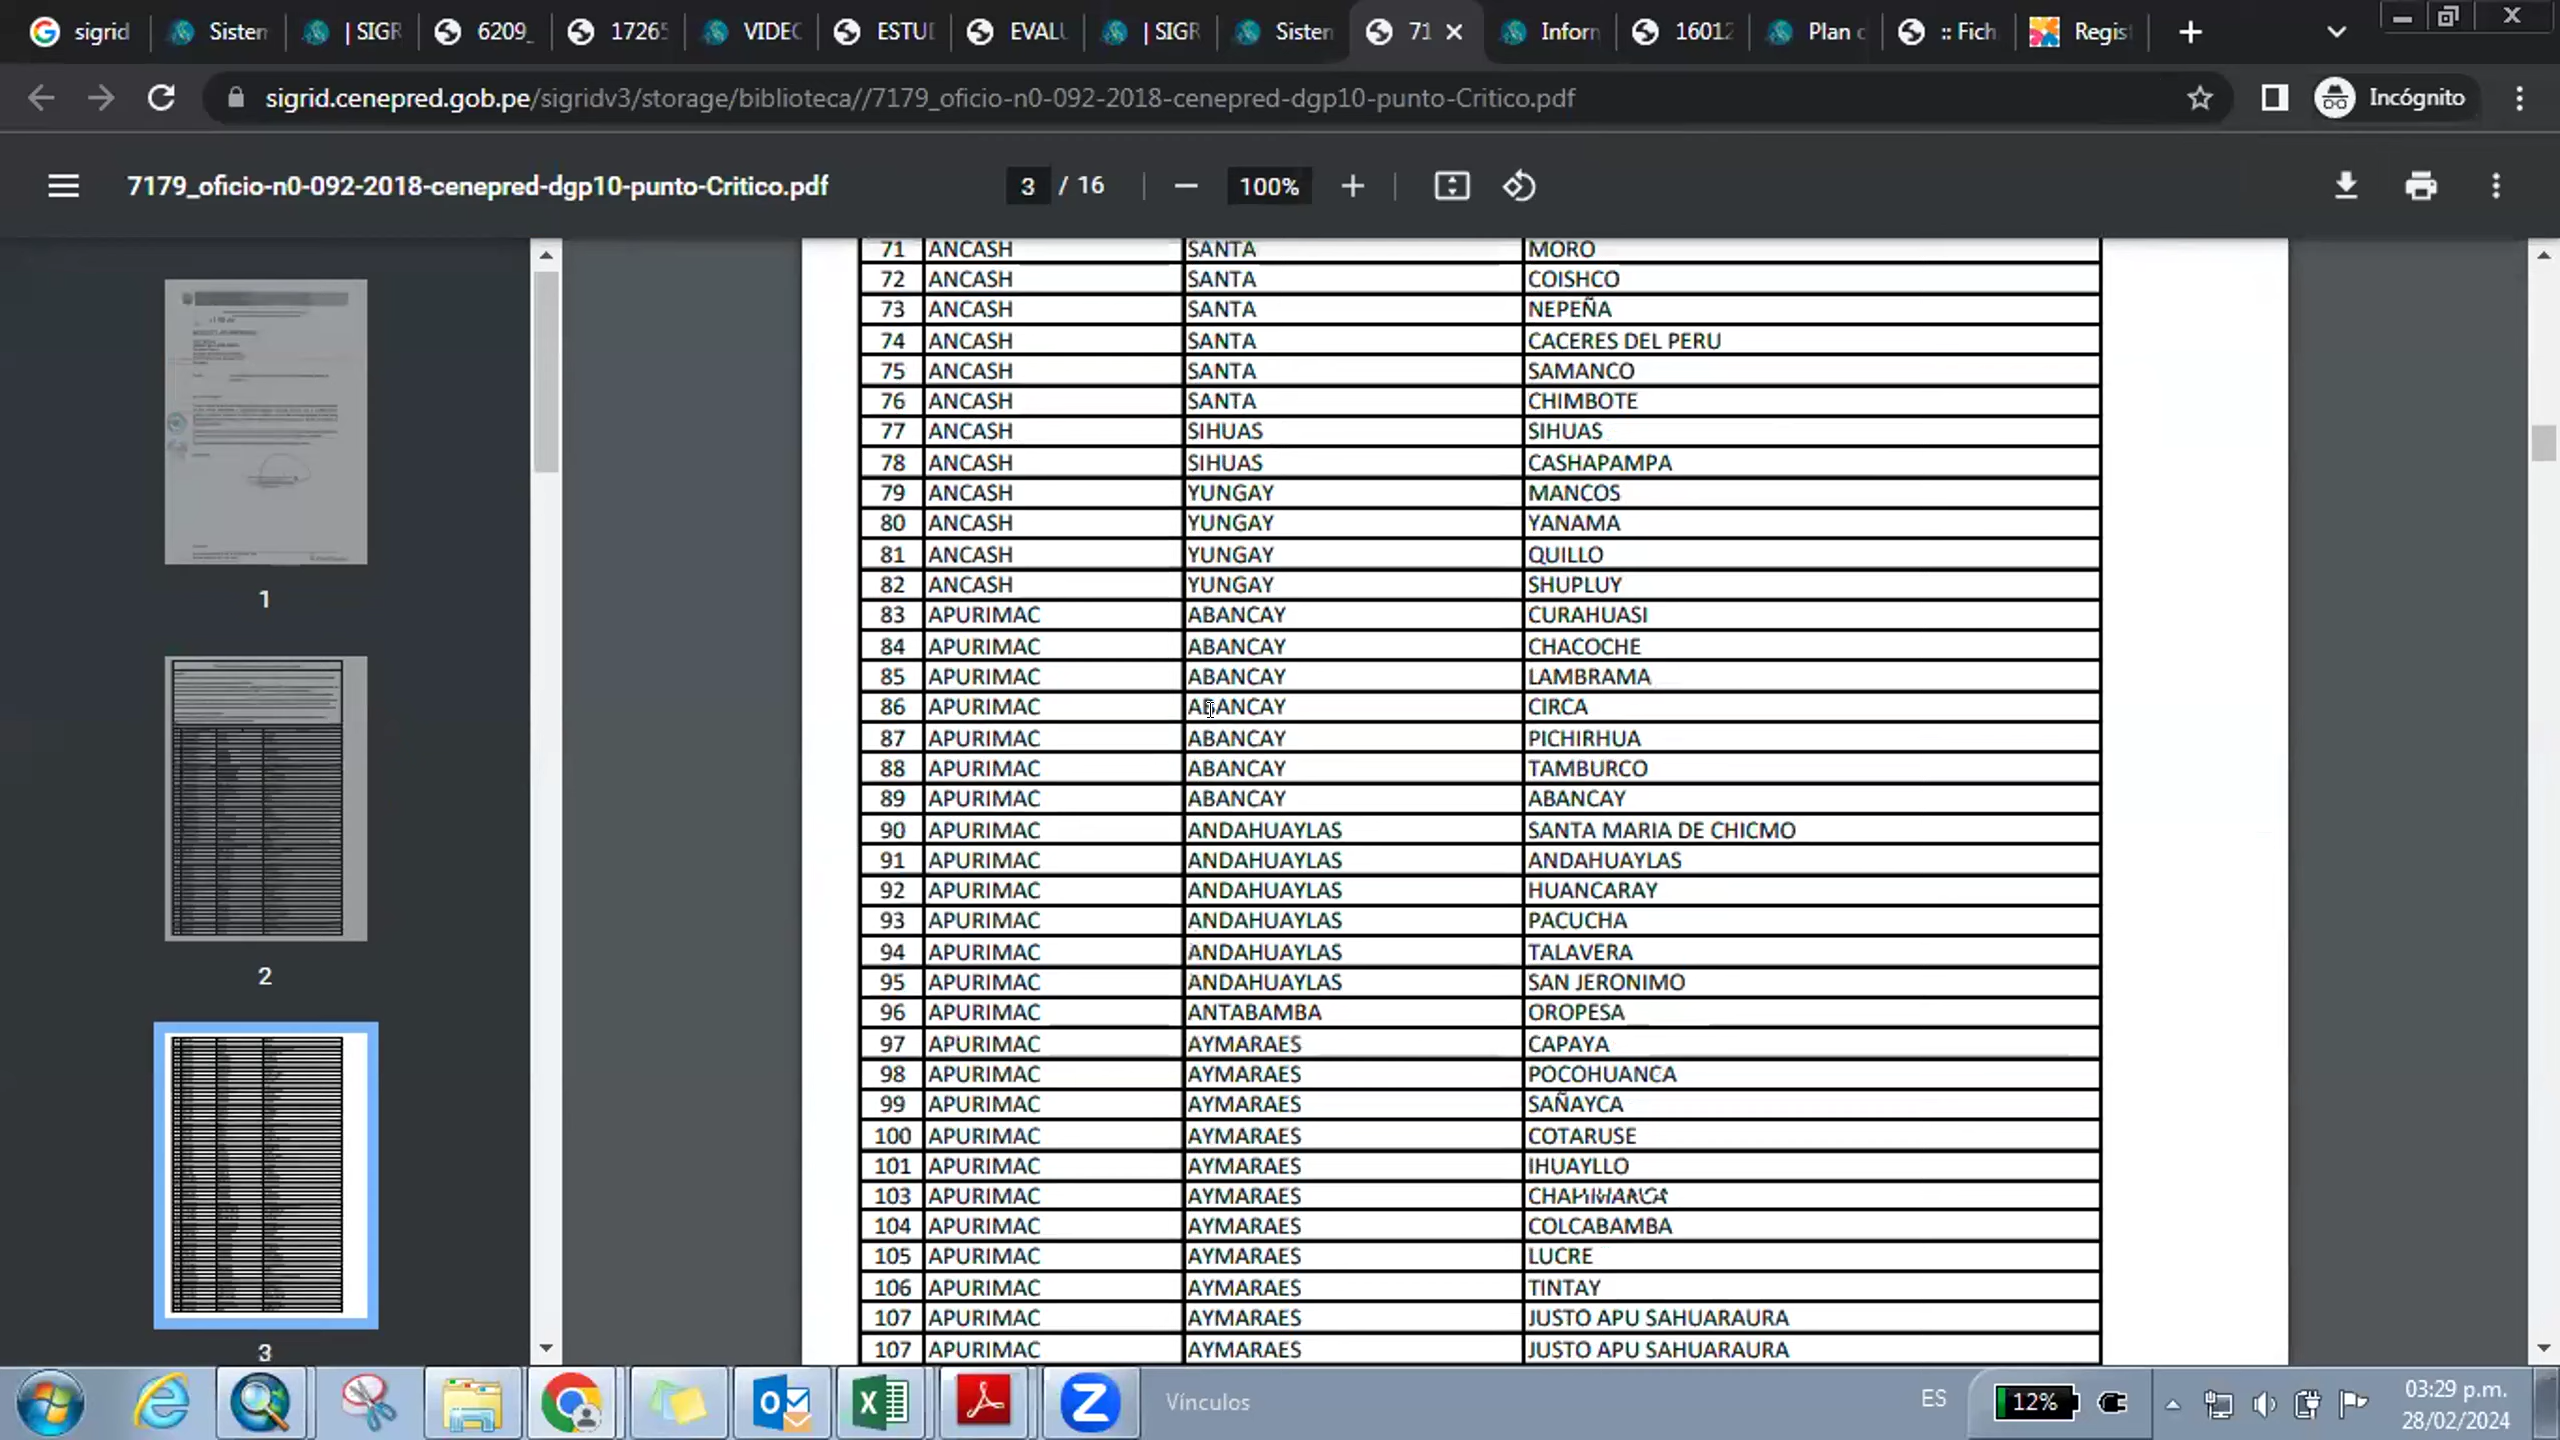 sigrid Sisten | SIGR 6209_ 17265 VIDEC ESTUI EVALU | SIGR Sisten 71 Inforn 16012 Plan c :: Fich Regis
sigrid.cenepred.gob.pe/sigridv3/storage/biblioteca//7179_oficio-n0-092-2018-cenepred-dgp10-punto-Critico.pdf Incógnito
7179_oficio-n0-092-2018-cenepred-dgp10-punto-Critico.pdf 3 / 16 100%
1
2
3
71 ANCASH SANTA MORO
72 ANCASH SANTA COISHCO
73 ANCASH SANTA NEPEÑA
74 ANCASH SANTA CACERES DEL PERU
75 ANCASH SANTA SAMANCO
76 ANCASH SANTA CHIMBOTE
77 ANCASH SIHUAS SIHUAS
78 ANCASH SIHUAS CASHAPAMPA
79 ANCASH YUNGAY MANCOS
80 ANCASH YUNGAY YANAMA
81 ANCASH YUNGAY QUILLO
82 ANCASH YUNGAY SHUPLUY
83 APURIMAC ABANCAY CURAHUASI
84 APURIMAC ABANCAY CHACOCHE
85 APURIMAC ABANCAY LAMBRAMA
86 APURIMAC ABANCAY CIRCA
87 APURIMAC ABANCAY PICHIRHUA
88 APURIMAC ABANCAY TAMBURCO
89 APURIMAC ABANCAY ABANCAY
90 APURIMAC ANDAHUAYLAS SANTA MARIA DE CHICMO
91 APURIMAC ANDAHUAYLAS ANDAHUAYLAS
92 APURIMAC ANDAHUAYLAS HUANCARAY
93 APURIMAC ANDAHUAYLAS PACUCHA
94 APURIMAC ANDAHUAYLAS TALAVERA
95 APURIMAC ANDAHUAYLAS SAN JERONIMO
96 APURIMAC ANTABAMBA OROPESA
97 APURIMAC AYMARAES CAPAYA
98 APURIMAC AYMARAES POCOHUANCA
99 APURIMAC AYMARAES SAÑAYCA
100 APURIMAC AYMARAES COTARUSE
101 APURIMAC AYMARAES IHUAYLLO
103 APURIMAC AYMARAES
104 APURIMAC AYMARAES COLCABAMBA
105 APURIMAC AYMARAES LUCRE
106 APURIMAC AYMARAES TINTAY
107 APURIMAC AYMARAES JUSTO APU SAHUARAURA
107 APURIMAC AYMARAES JUSTO APU SAHUARAURA
Vínculos ES 12% 03:29 p.m.
28/02/2024